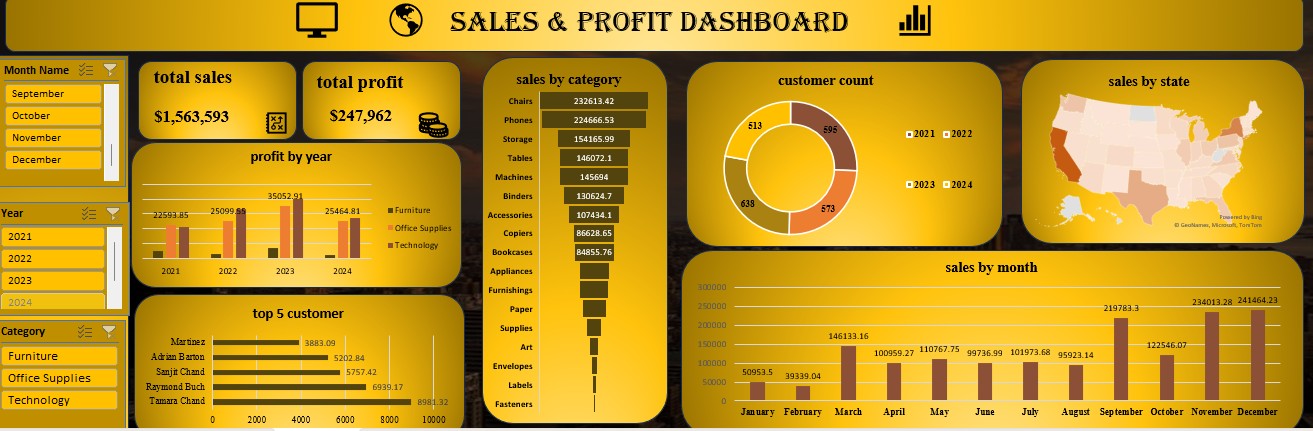 SALES & PROFIT DASHBOARD
Month Name
September
October
November
December
Year
2021
2022
2023
2024
Category
Furniture
Office Supplies
Technology
total sales
$1,563,593
total profit
$247,962
profit by year
22593.85
25099.55
35052.91
25464.81
2021
2022
2023
2024
Furniture
Office Supplies
Technology
top 5 customer
Martinez 3883.09
Adrian Barton 5202.84
Sanjit Chand 5757.42
Raymond Buch 6939.17
Tamara Chand 8981.32
0 2000 4000 6000 8000 10000
sales by category
Chairs 232613.42
Phones 224666.53
Storage 154165.99
Tables 146072.1
Machines 145694
Binders 130624.7
Accessories 107434.1
Copiers 86628.65
Bookcases 84855.76
Appliances
Furnishings
Paper
Supplies
Art
Envelopes
Labels
Fasteners
customer count
513
595
638
573
2021 2022
2023 2024
sales by state
Powered by Bing
© GeoNames, Microsoft, TomTom
sales by month
300000
250000
200000
150000
100000
50000
0
50953.5
39339.04
146133.16
100959.27
110767.75
99736.99
101973.68
95923.14
219783.3
122546.07
234013.28
241464.23
January February March April May June July August September October November December